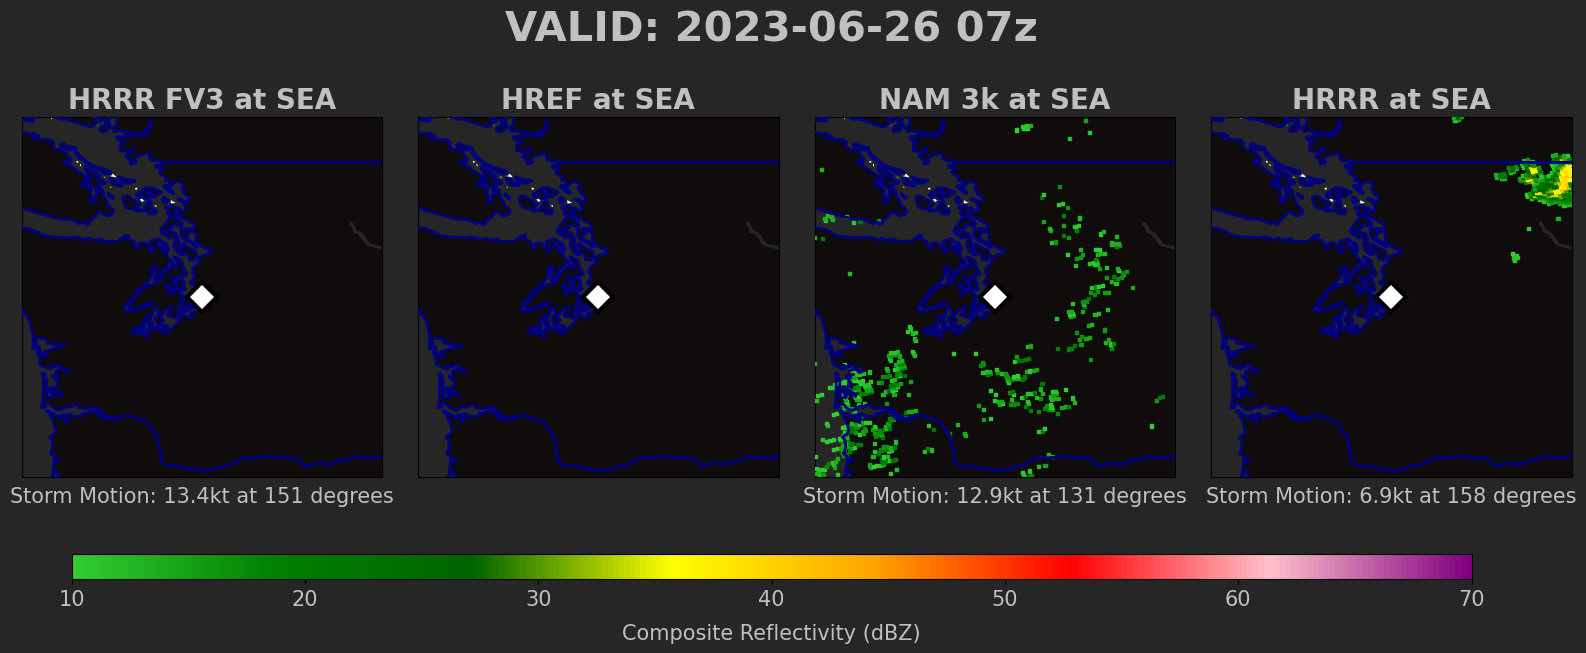 VALID: 2023-06-26 07z
HRRR FV3 at SEA
HREF at SEA
NAM 3k at SEA
HRRR at SEA
Storm Motion: 13.4kt at 151 degrees
Storm Motion: 12.9kt at 131 degrees
Storm Motion: 6.9kt at 158 degrees
10 20 30 40 50 60 70
Composite Reflectivity (dBZ)